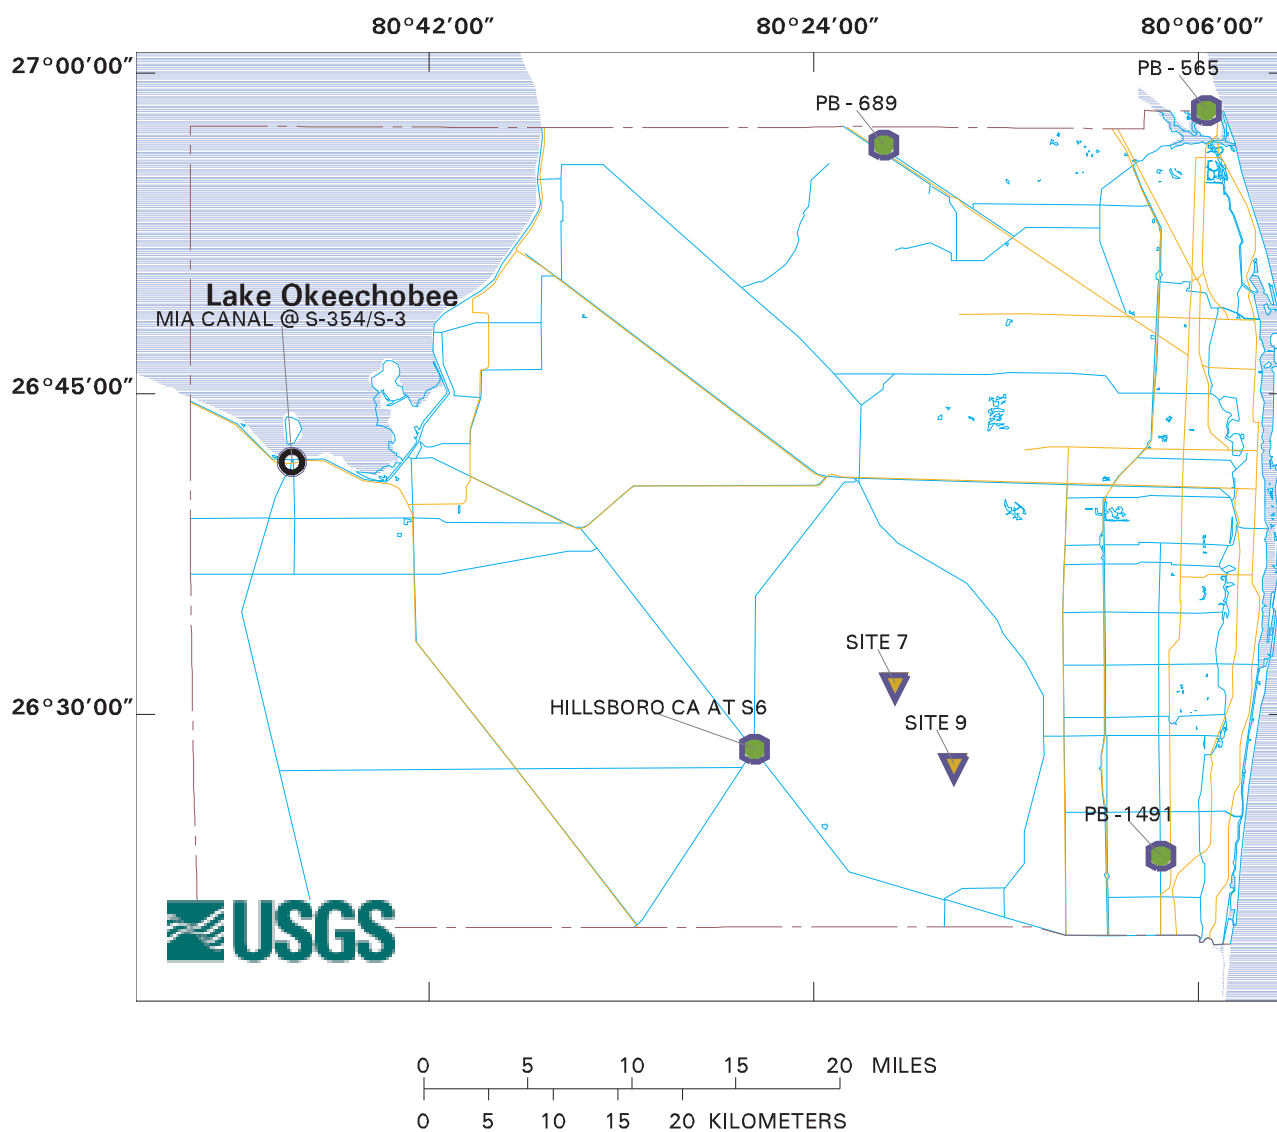 80°42’00”
80°24’00”
80°06’00”
27°00’00”
PB - 565
PB - 689
Lake Okeechobee
MIA CANAL @ S-354/S-3
26°45’00”
SITE 7
26°30’00”
HILLSBORO CA AT S6
SITE 9
PB -1491
USGS
0 5 10 15 20 MILES
0 5 10 15 20 KILOMETERS